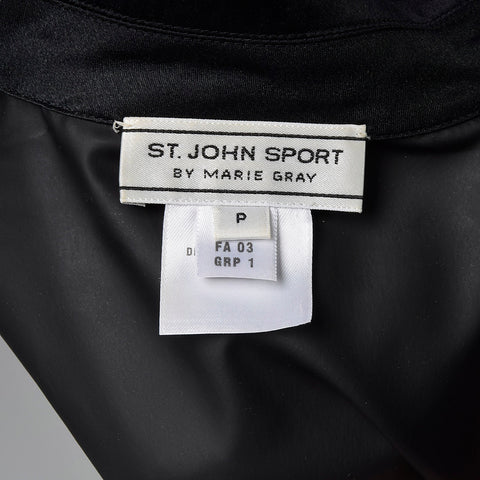 ST. JOHN SPORT
BY MARIE GRAY
P
FA 03
GRP 1